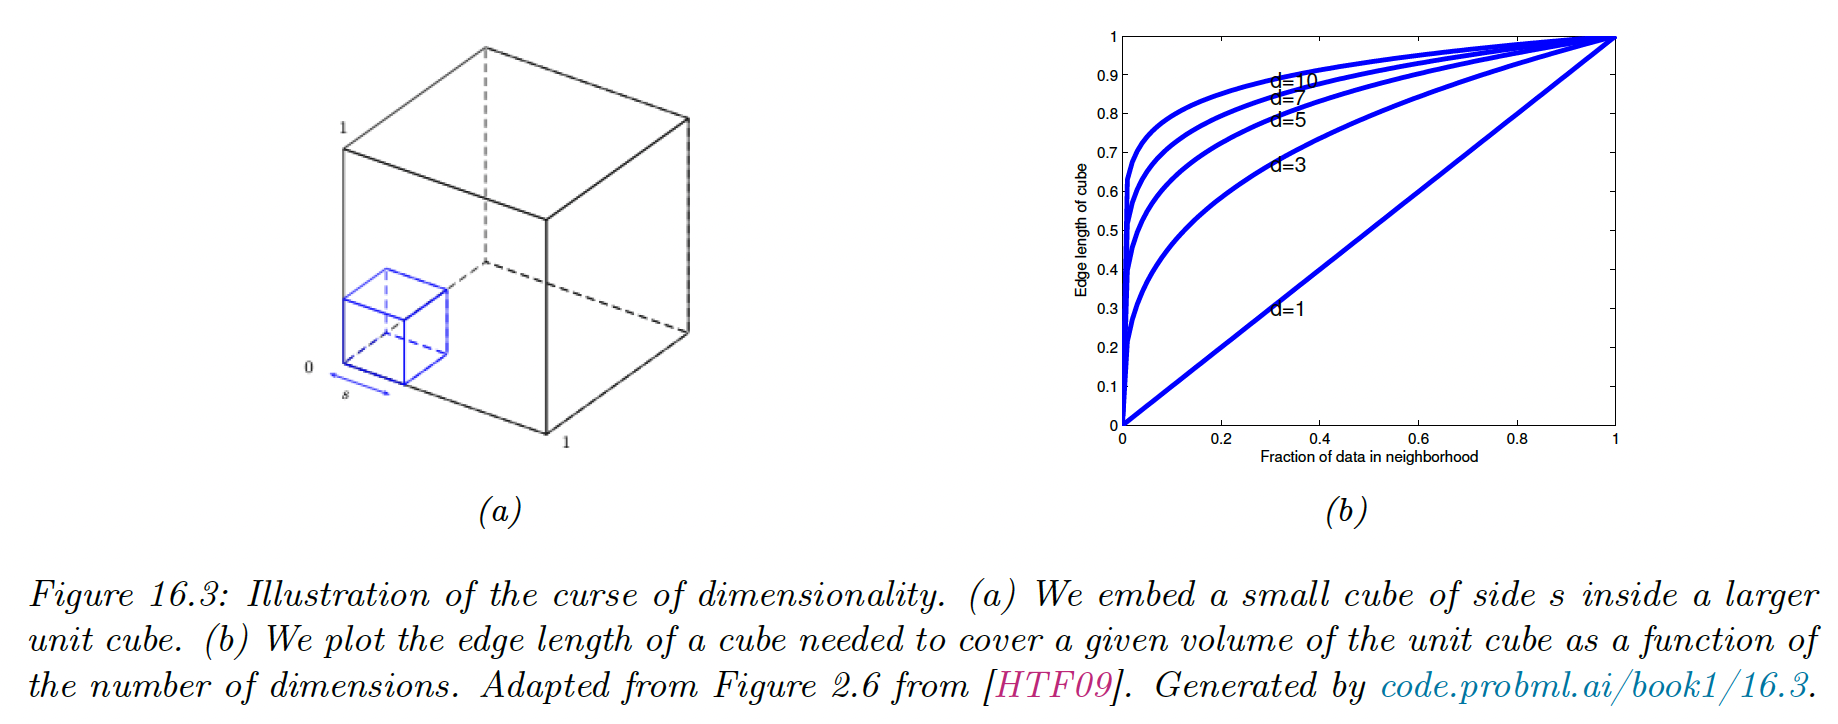 1
0
s
1
1
0.9
0.8
0.7
0.6
0.5
0.4
0.3
0.2
0.1
0
Edge length of cube
d=10
d=7
d=5
d=3
d=1
0 0.2 0.4 0.6 0.8 1
Fraction of data in neighborhood
(a) (b)
Figure 16.3: Illustration of the curse of dimensionality. (a) We embed a small cube of side s inside a larger
unit cube. (b) We plot the edge length of a cube needed to cover a given volume of the unit cube as a function of
the number of dimensions. Adapted from Figure 2.6 from [HTF09]. Generated by code.probml.ai/book1/16.3.